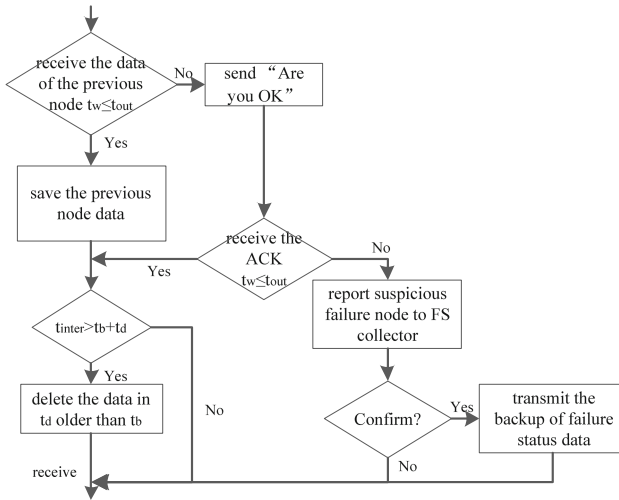 receive the data
of the previous
node tw≤tout
No
send “Are
you OK”
Yes
save the previous
node data
receive the
ACK
tw≤tout
Yes
No
report suspicious
failure node to FS
collector
tinter>tb+td
Yes
No
delete the data in
td older than tb
Confirm?
Yes
No
transmit the
backup of failure
status data
receive